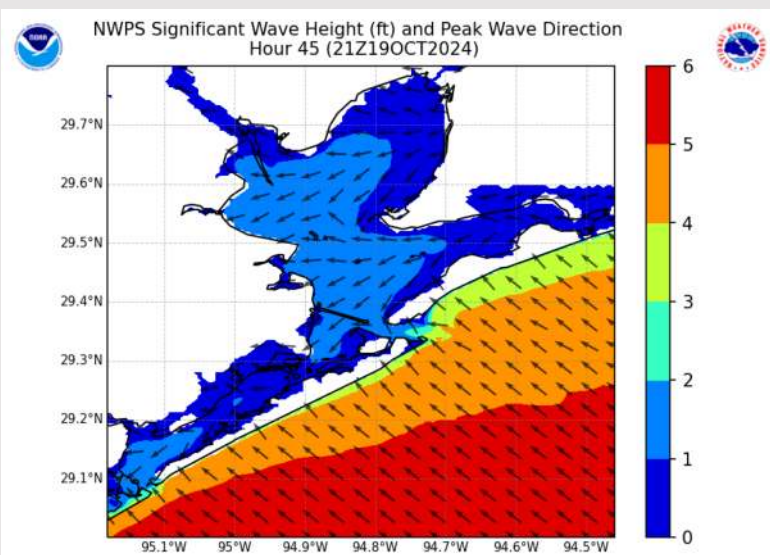 NWPS Significant Wave Height (ft) and Peak Wave Direction
Hour 45 (21Z19OCT2024)
NOAA
29.7°N
29.6°N
29.5°N
29.4°N
29.3°N
29.2°N
29.1°N
95.1°W 95°W 94.9°W 94.8°W 94.7°W 94.6°W 94.5°W
6
5
4
3
2
1
0